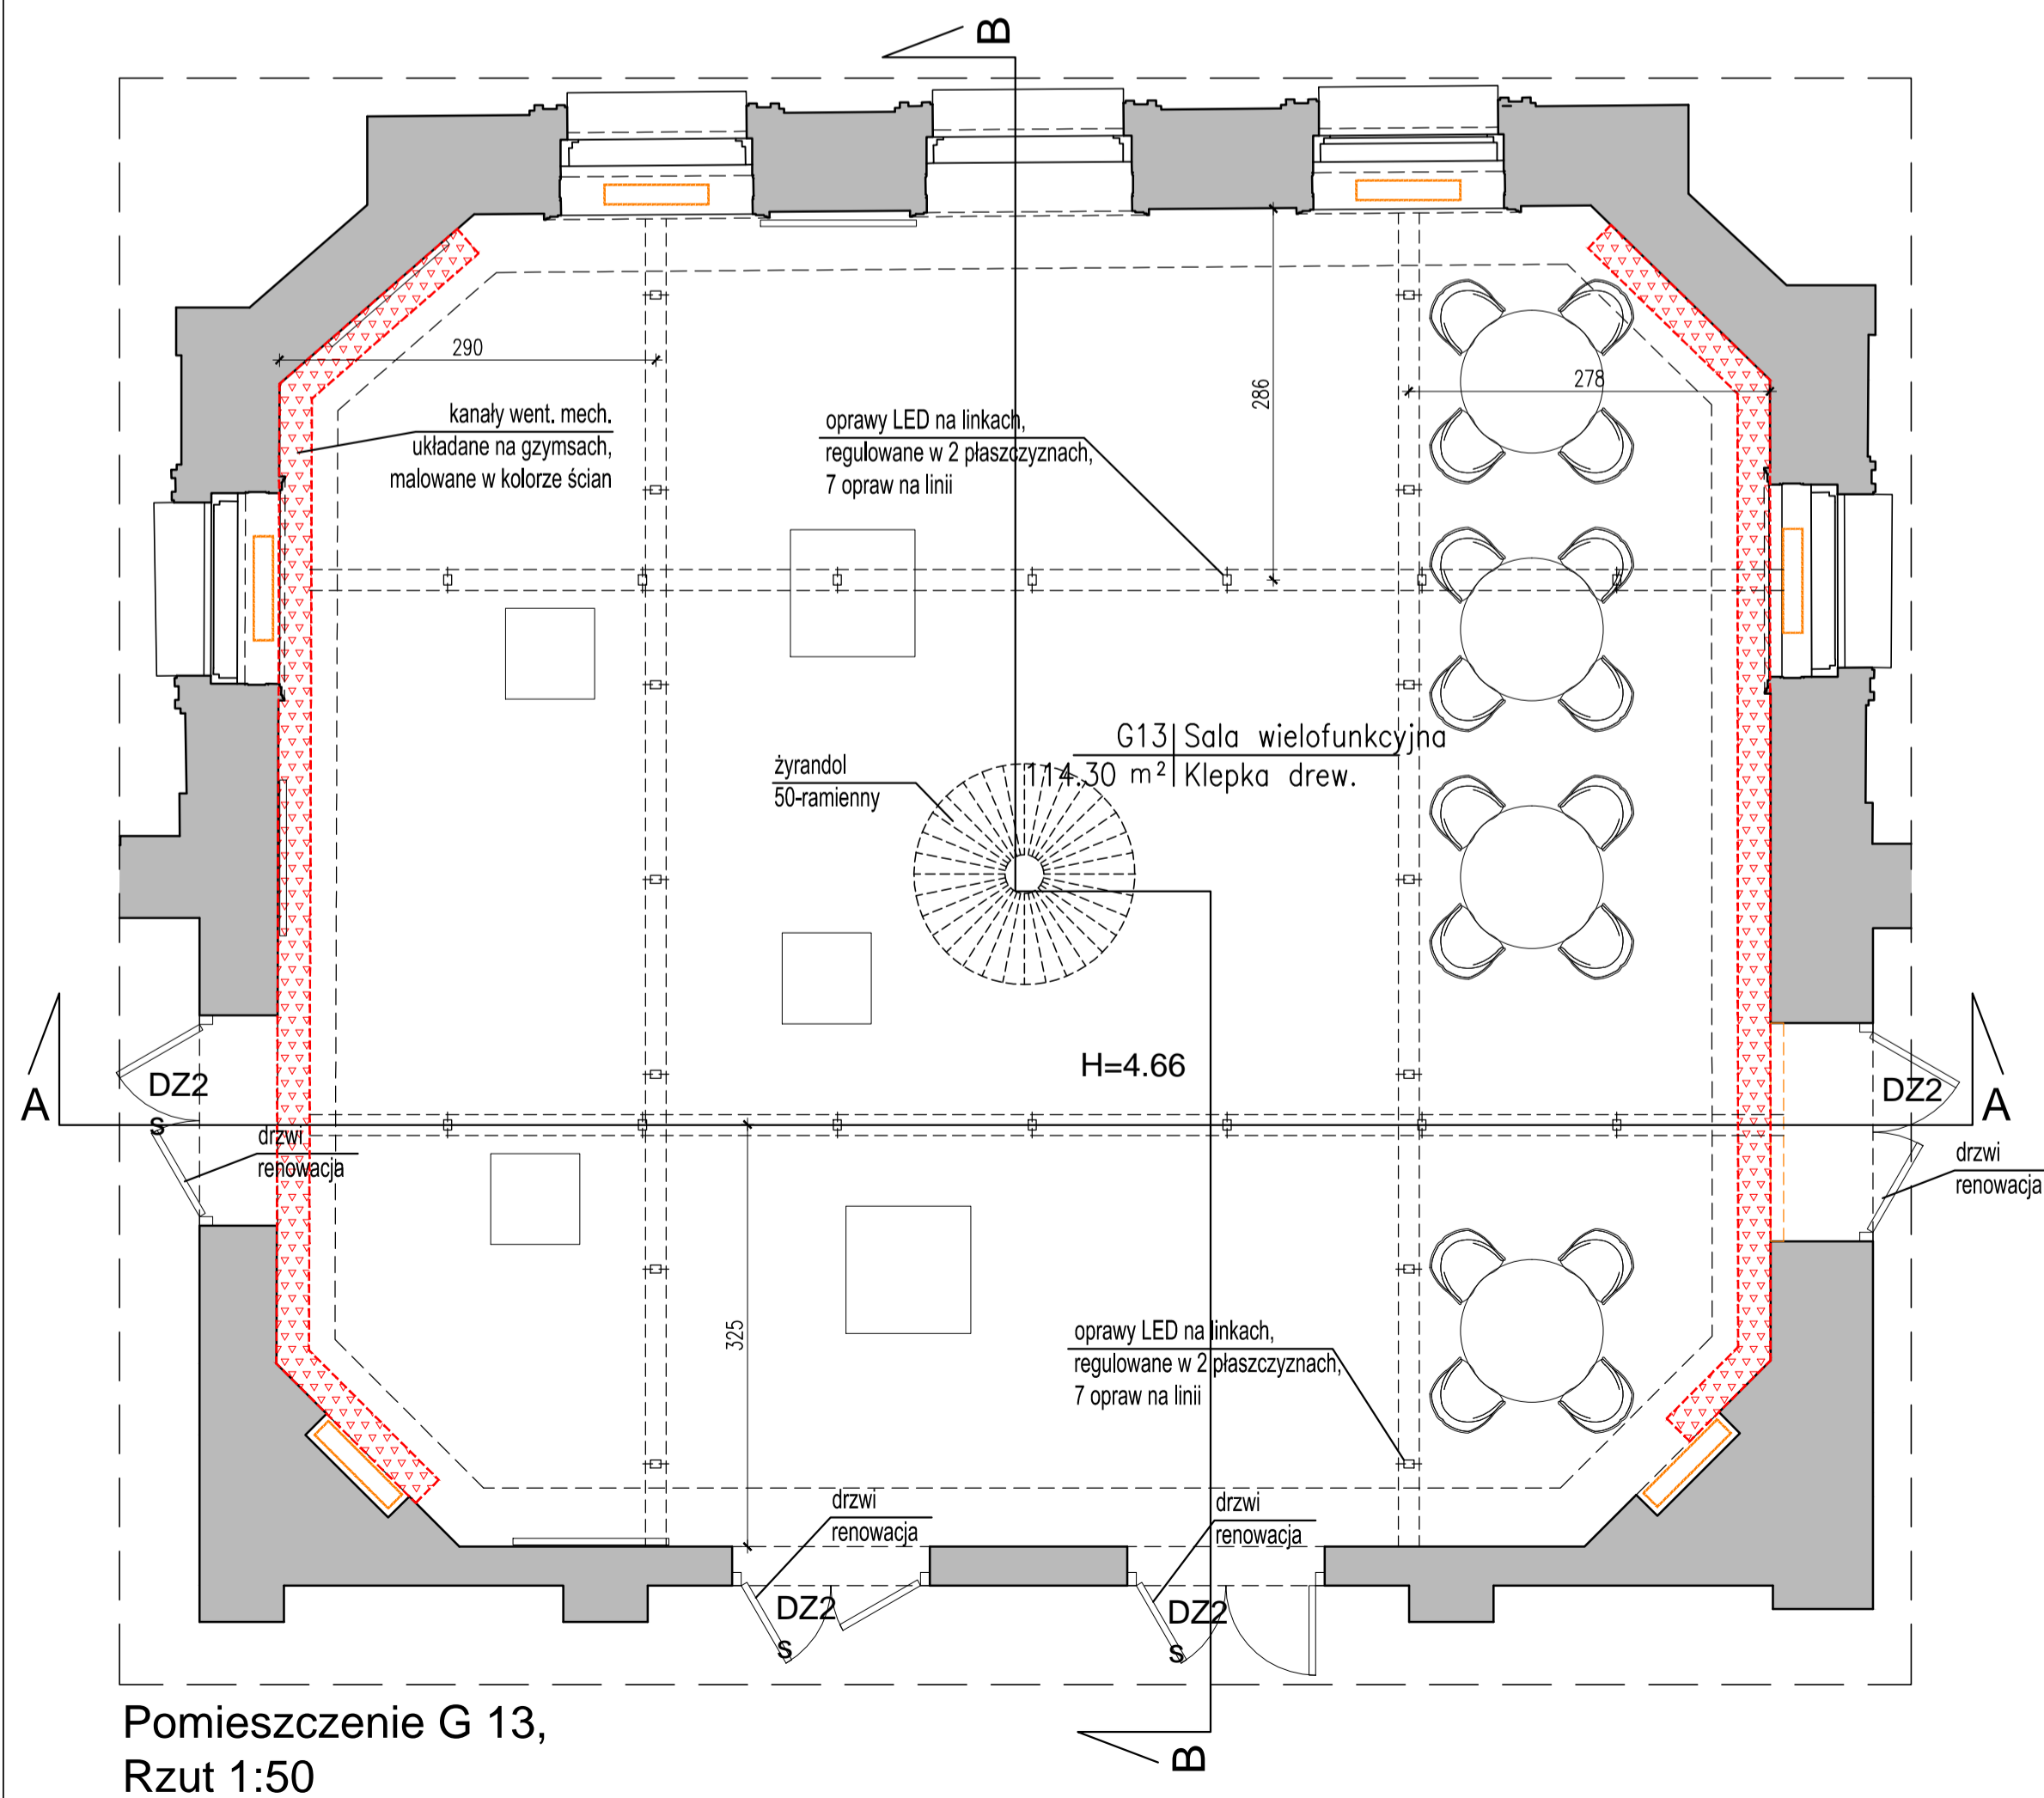 B
290
286
278
kanały went. mech.
układane na gzymsach,
malowane w kolorze ścian
oprawy LED na linkach,
regulowane w 2 płaszczyznach,
7 opraw na linii
G13 Sala wielofunkcyjna
114.30 m² Klepka drew.
żyrandol
50-ramienny
H=4.66
A
DZ2
s
drzwi
renowacja
DZ2
A
drzwi
renowacja
325
oprawy LED na linkach,
regulowane w 2 płaszczyznach,
7 opraw na linii
drzwi
renowacja
DZ2
s
drzwi
renowacja
DZ2
s
B
Pomieszczenie G 13,
Rzut 1:50